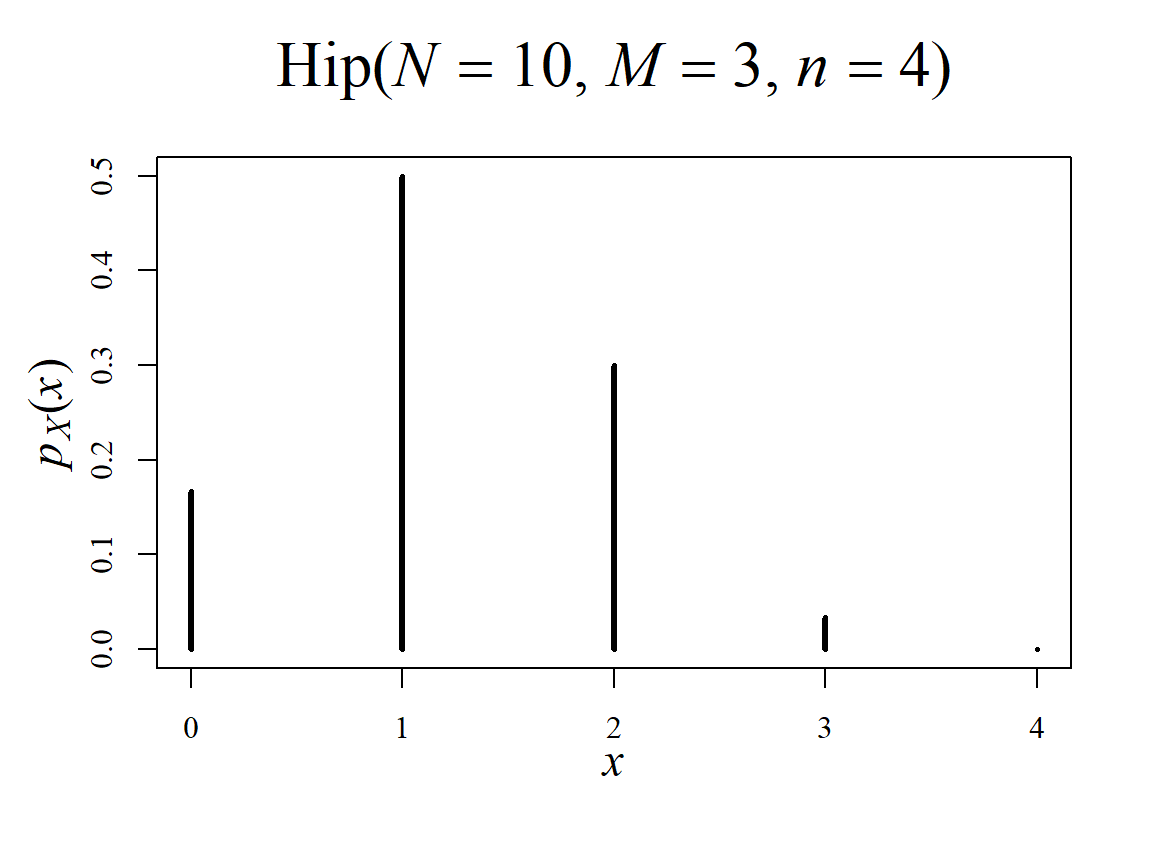 Hip(N = 10, M = 3, n = 4)
pX(x)
0.5
0.4
0.3
0.2
0.1
0.0
0 1 2 3 4
x